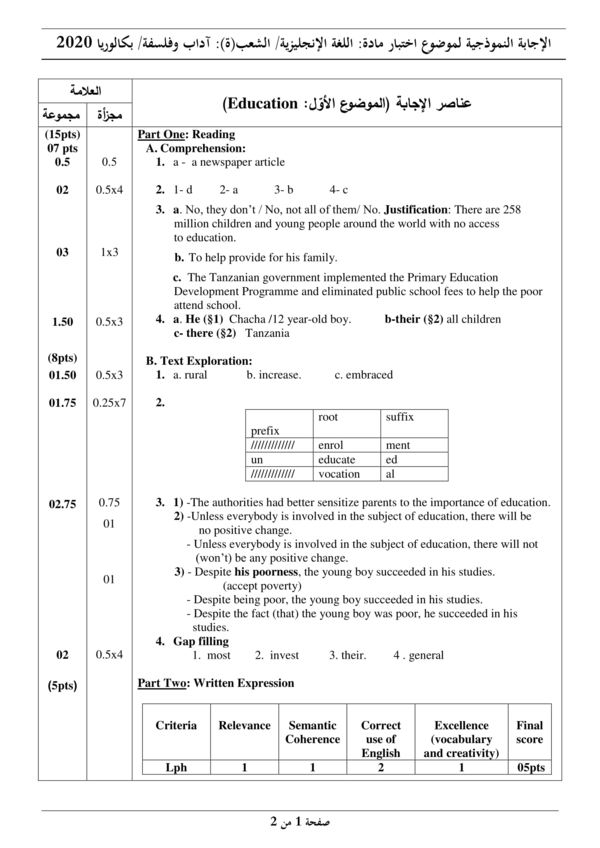 الإجابة النموذجية لموضوع اختبار مادة: اللغة الإنجليزية/ الشعب(ة): آداب وفلسفة/ بكالوريا 2020
العلامة
عناصر الإجابة (الموضوع الأوّل: Education)
مجموعة مجزأة
(15pts) Part One: Reading
07 pts A. Comprehension:
0.5 0.5 1. a - a newspaper article
02 0.5x4 2. 1- d 2- a 3- b 4- c
3. a. No, they don't / No, not all of them/ No. Justification: There are 258
million children and young people around the world with no access
to education.
03 1x3 b. To help provide for his family.
c. The Tanzanian government implemented the Primary Education
Development Programme and eliminated public school fees to help the poor
attend school.
1.50 0.5x3 4. a. He (§1) Chacha /12 year-old boy. b-their (§2) all children
c- there (§2) Tanzania
(8pts) B. Text Exploration:
01.50 0.5x3 1. a. rural b. increase. c. embraced
01.75 0.25x7 2.
prefix root suffix
///////////// enrol ment
un educate ed
///////////// vocation al
02.75 0.75 3. 1) -The authorities had better sensitize parents to the importance of education.
01 2) -Unless everybody is involved in the subject of education, there will be
no positive change.
- Unless everybody is involved in the subject of education, there will not
(won't) be any positive change.
01 3) - Despite his poorness, the young boy succeeded in his studies.
(accept poverty)
- Despite being poor, the young boy succeeded in his studies.
- Despite the fact (that) the young boy was poor, he succeeded in his
studies.
4. Gap filling
02 0.5x4 1. most 2. invest 3. their. 4 . general
(5pts) Part Two: Written Expression
Criteria Relevance Semantic Coherence Correct use of English Excellence (vocabulary and creativity) Final score
Lph 1 1 2 1 05pts
صفحة 1 من 2